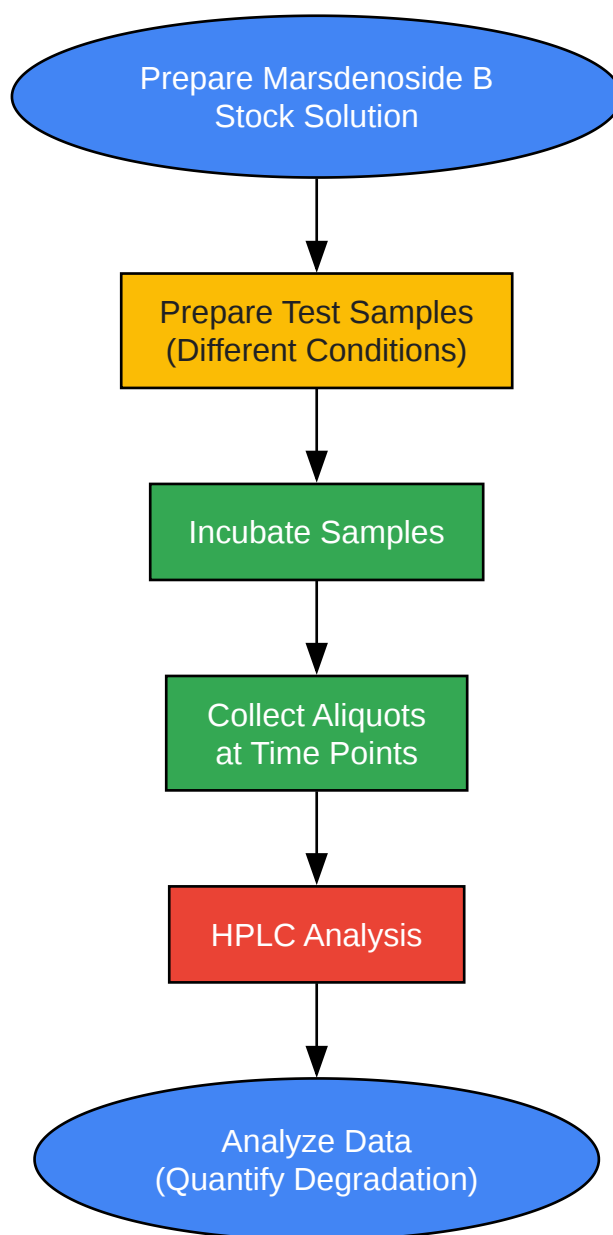 Prepare Marsdenoside B
Stock Solution
Prepare Test Samples
(Different Conditions)
Incubate Samples
Collect Aliquots
at Time Points
HPLC Analysis
Analyze Data
(Quantify Degradation)